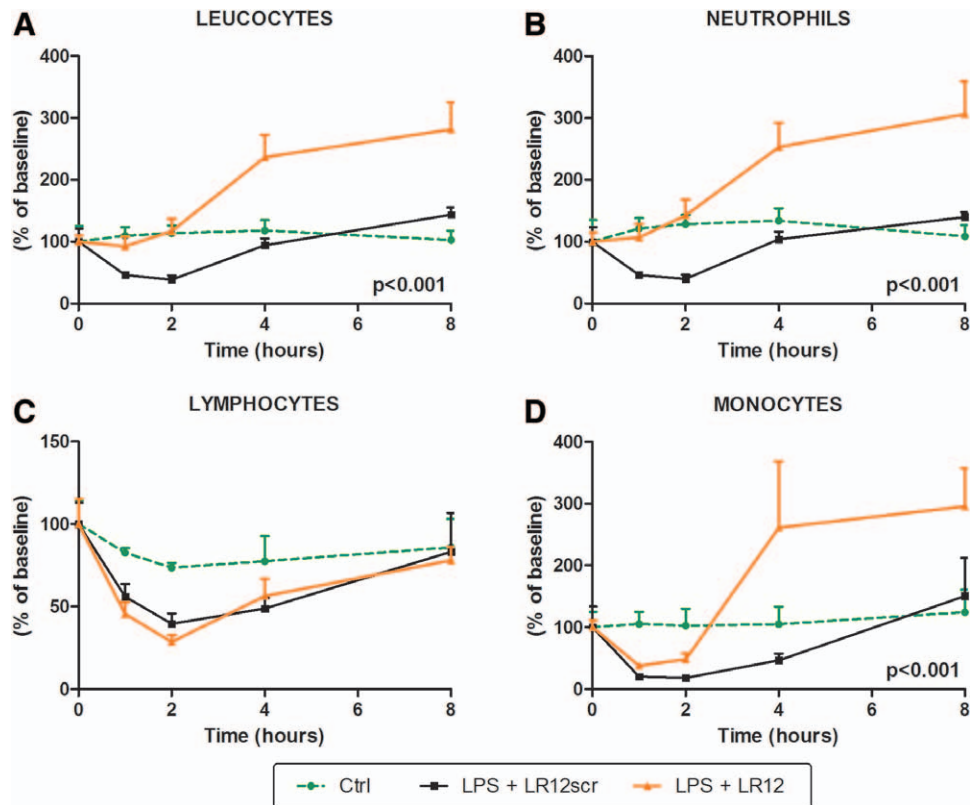 A
LEUCOCYTES
(% of baseline)
400
300
200
100
0
p<0.001
0 2 4 6 8
Time (hours)
B
NEUTROPHILS
(% of baseline)
400
300
200
100
0
p<0.001
0 2 4 6 8
Time (hours)
C
LYMPHOCYTES
(% of baseline)
150
100
50
0
0 2 4 6 8
Time (hours)
D
MONOCYTES
(% of baseline)
400
300
200
100
0
p<0.001
0 2 4 6 8
Time (hours)
Ctrl LPS + LR12scr LPS + LR12